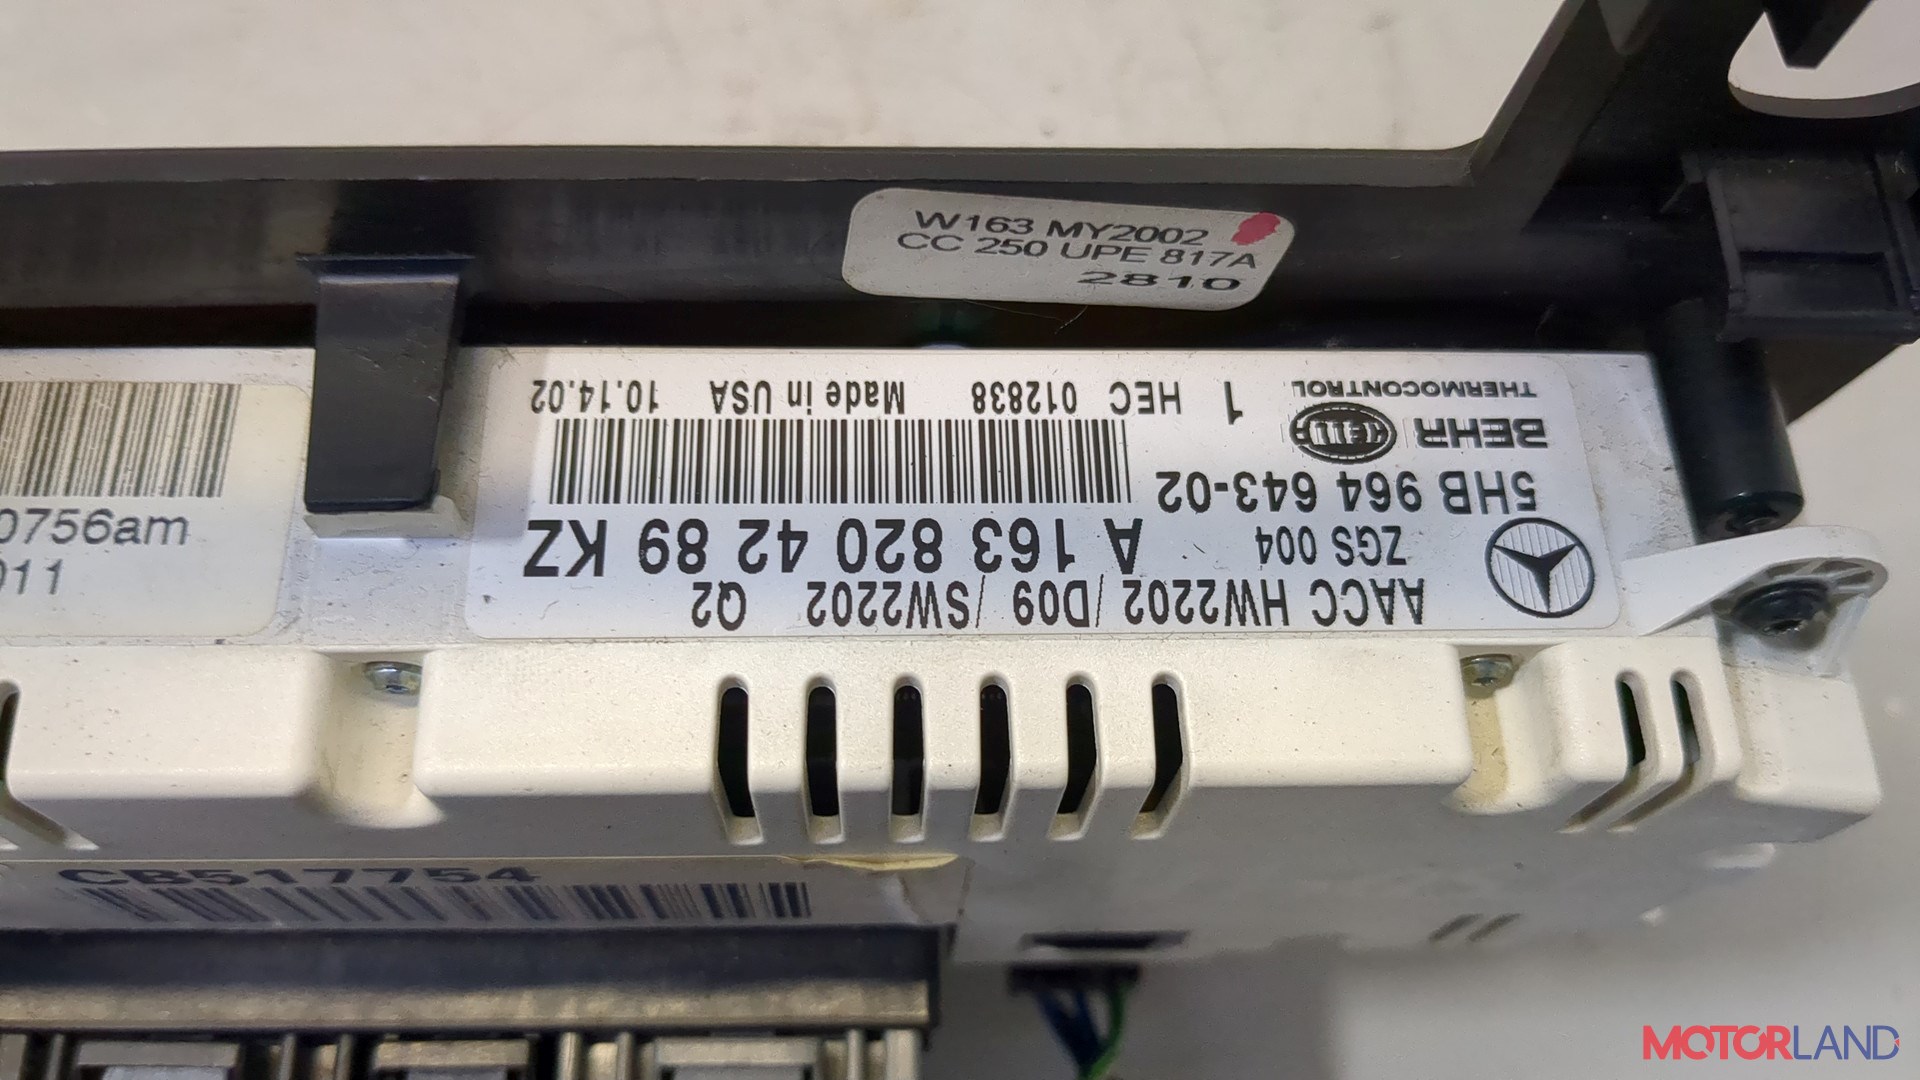 W163 MY2002
CC 250 UPE 817A
2810
AACC HW2202 /D09 /SW2202 Q2
ZGS 004 A 163 820 42 89 KZ
5HB 964 643-02
BEHR HELLA
THERMOCONTROL 1 HEC 012838 Made in USA 10.14.02
0756am
011
CB517754
MOTORLAND